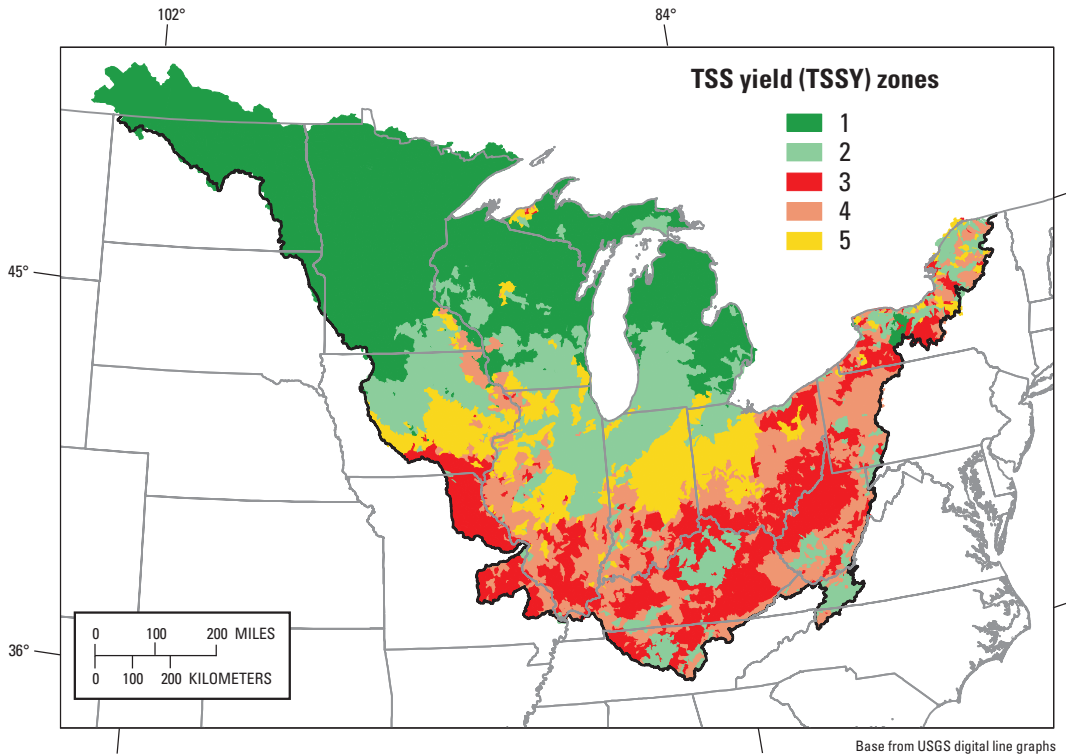 102°
84°
TSS yield (TSSY) zones
1
2
3
4
5
45°
36°
0 100 200 MILES
0 100 200 KILOMETERS
Base from USGS digital line graphs